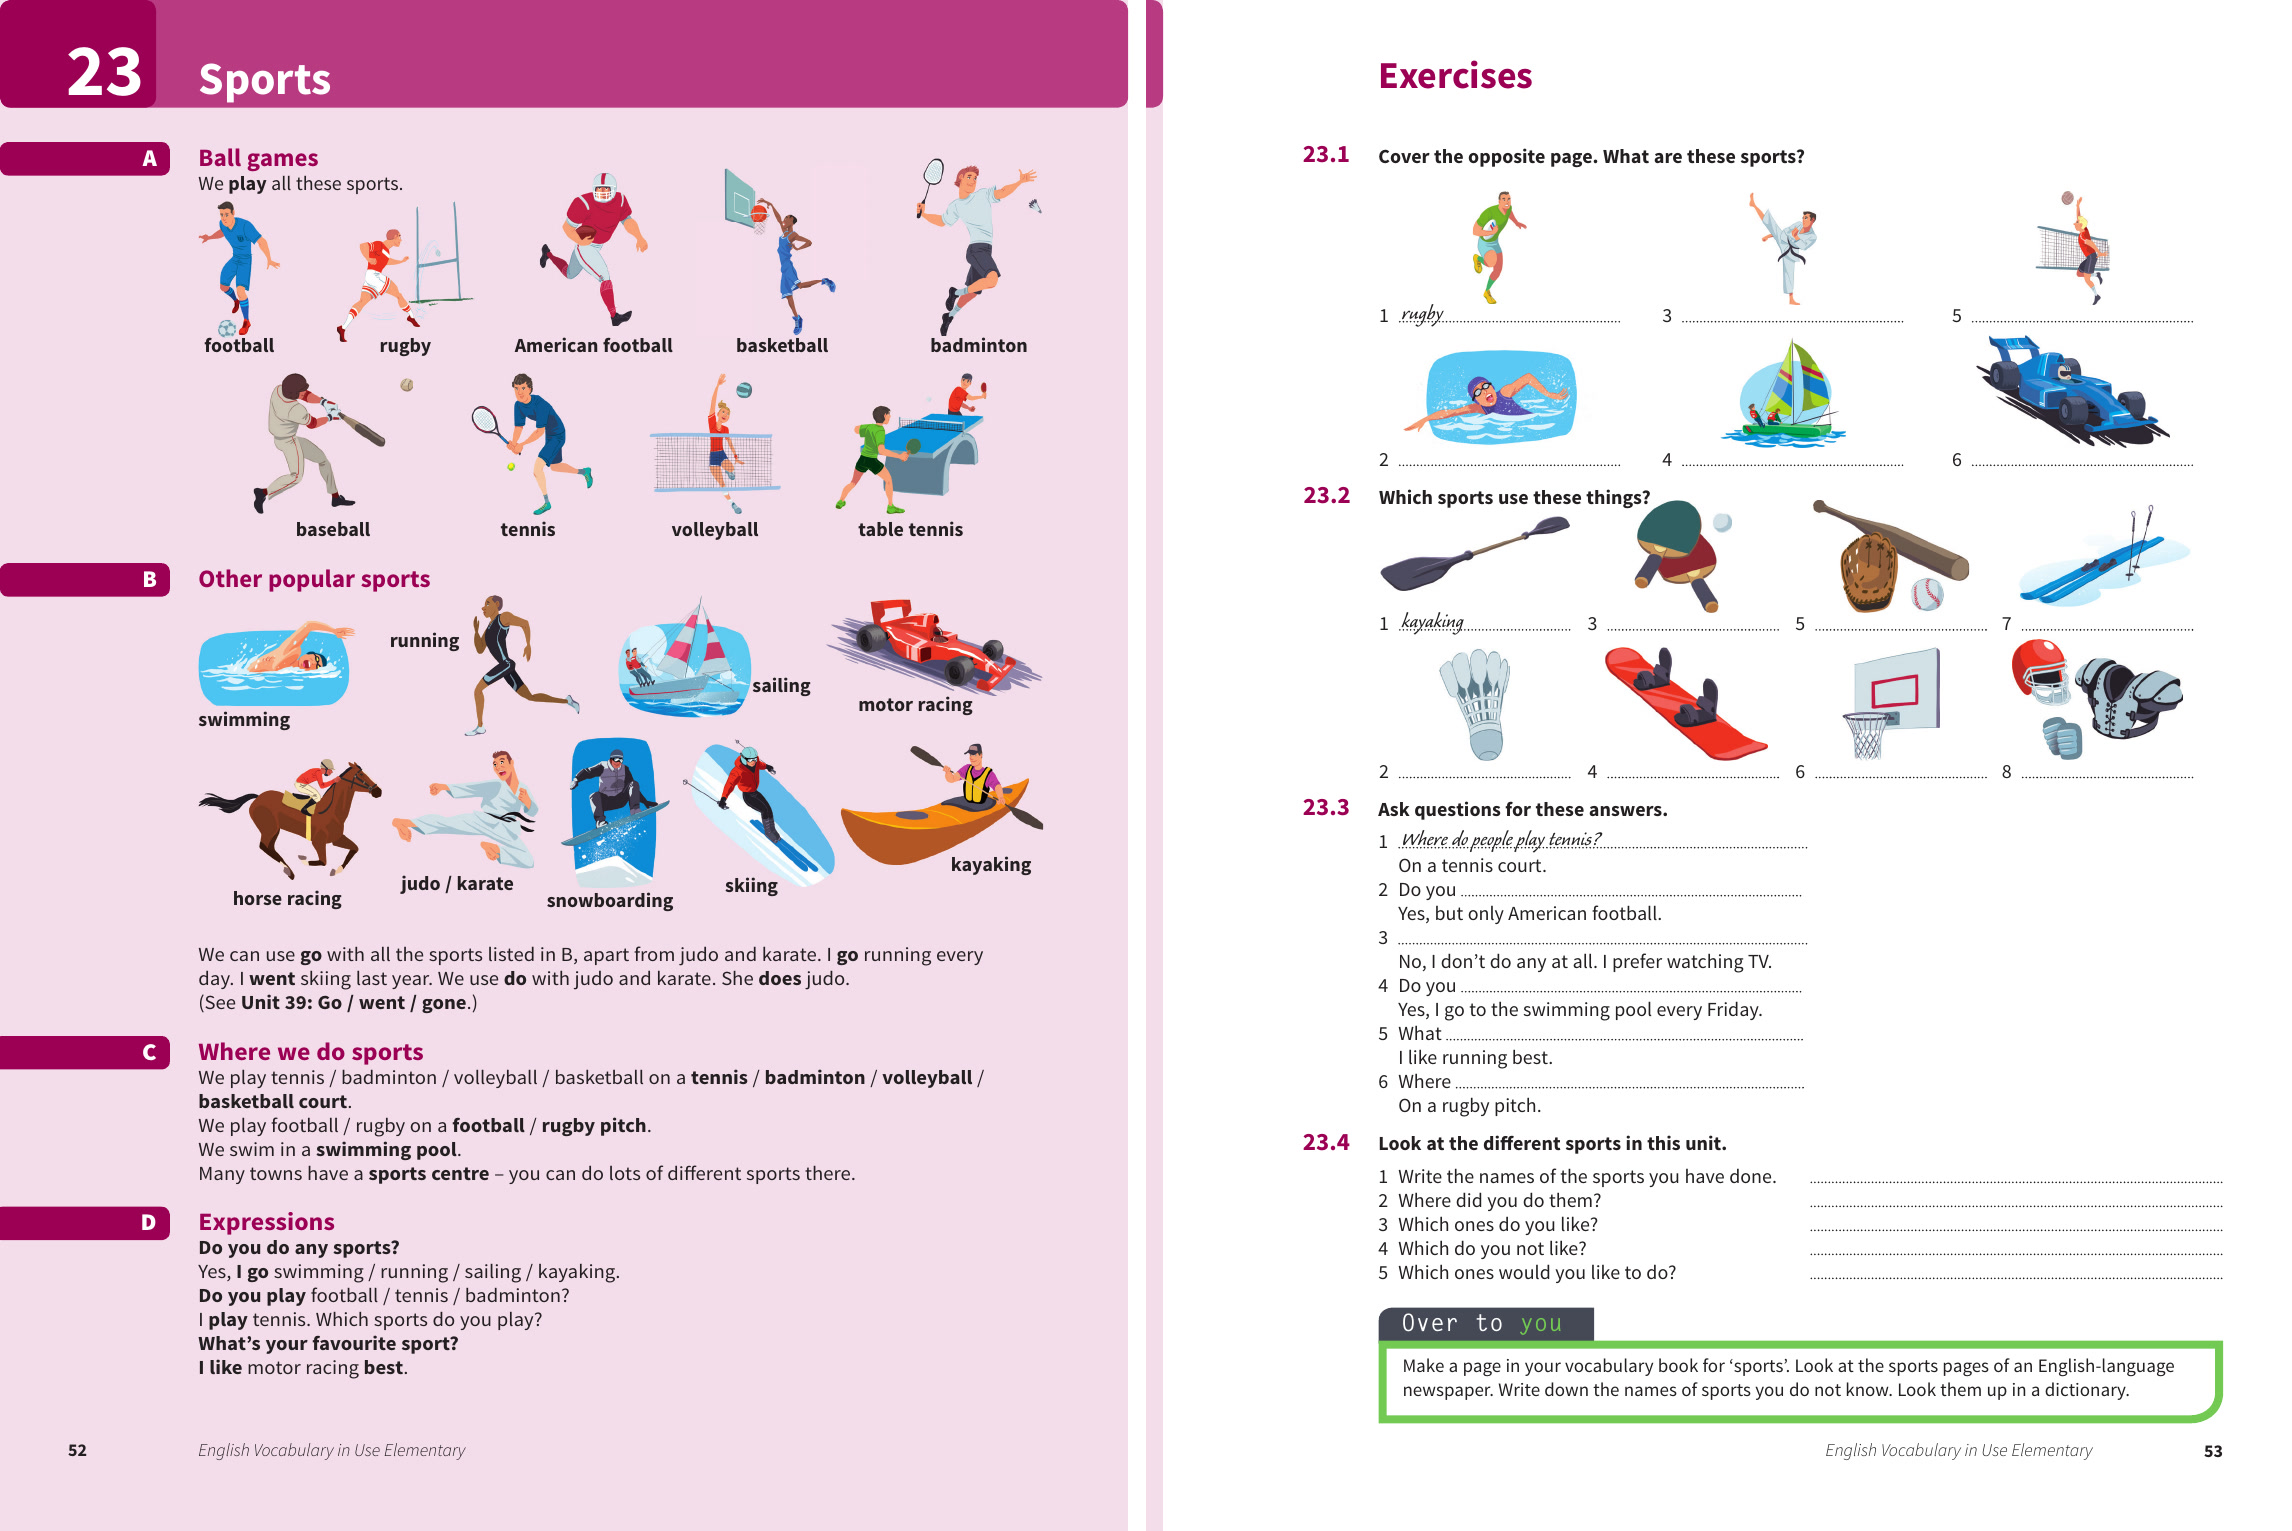 23
Sports
A
Ball games
We play all these sports.
football
rugby
American football
basketball
badminton
baseball
tennis
volleyball
table tennis
B
Other popular sports
swimming
running
sailing
motor racing
horse racing
judo / karate
snowboarding
skiing
kayaking
We can use go with all the sports listed in B, apart from judo and karate. I go running every
day. I went skiing last year. We use do with judo and karate. She does judo.
(See Unit 39: Go / went / gone.)
C
Where we do sports
We play tennis / badminton / volleyball / basketball on a tennis / badminton / volleyball /
basketball court.
We play football / rugby on a football / rugby pitch.
We swim in a swimming pool.
Many towns have a sports centre – you can do lots of different sports there.
D
Expressions
Do you do any sports?
Yes, I go swimming / running / sailing / kayaking.
Do you play football / tennis / badminton?
I play tennis. Which sports do you play?
What’s your favourite sport?
I like motor racing best.
52
English Vocabulary in Use Elementary
Exercises
23.1 Cover the opposite page. What are these sports?
1 rugby
3
5
2
4
6
23.2 Which sports use these things?
1 kayaking
3
5
7
2
4
6
8
23.3 Ask questions for these answers.
1 Where do people play tennis?
On a tennis court.
2 Do you
Yes, but only American football.
3
No, I don’t do any at all. I prefer watching TV.
4 Do you
Yes, I go to the swimming pool every Friday.
5 What
I like running best.
6 Where
On a rugby pitch.
23.4 Look at the different sports in this unit.
1 Write the names of the sports you have done.
2 Where did you do them?
3 Which ones do you like?
4 Which do you not like?
5 Which ones would you like to do?
Over to you
Make a page in your vocabulary book for ‘sports’. Look at the sports pages of an English-language
newspaper. Write down the names of sports you do not know. Look them up in a dictionary.
English Vocabulary in Use Elementary
53